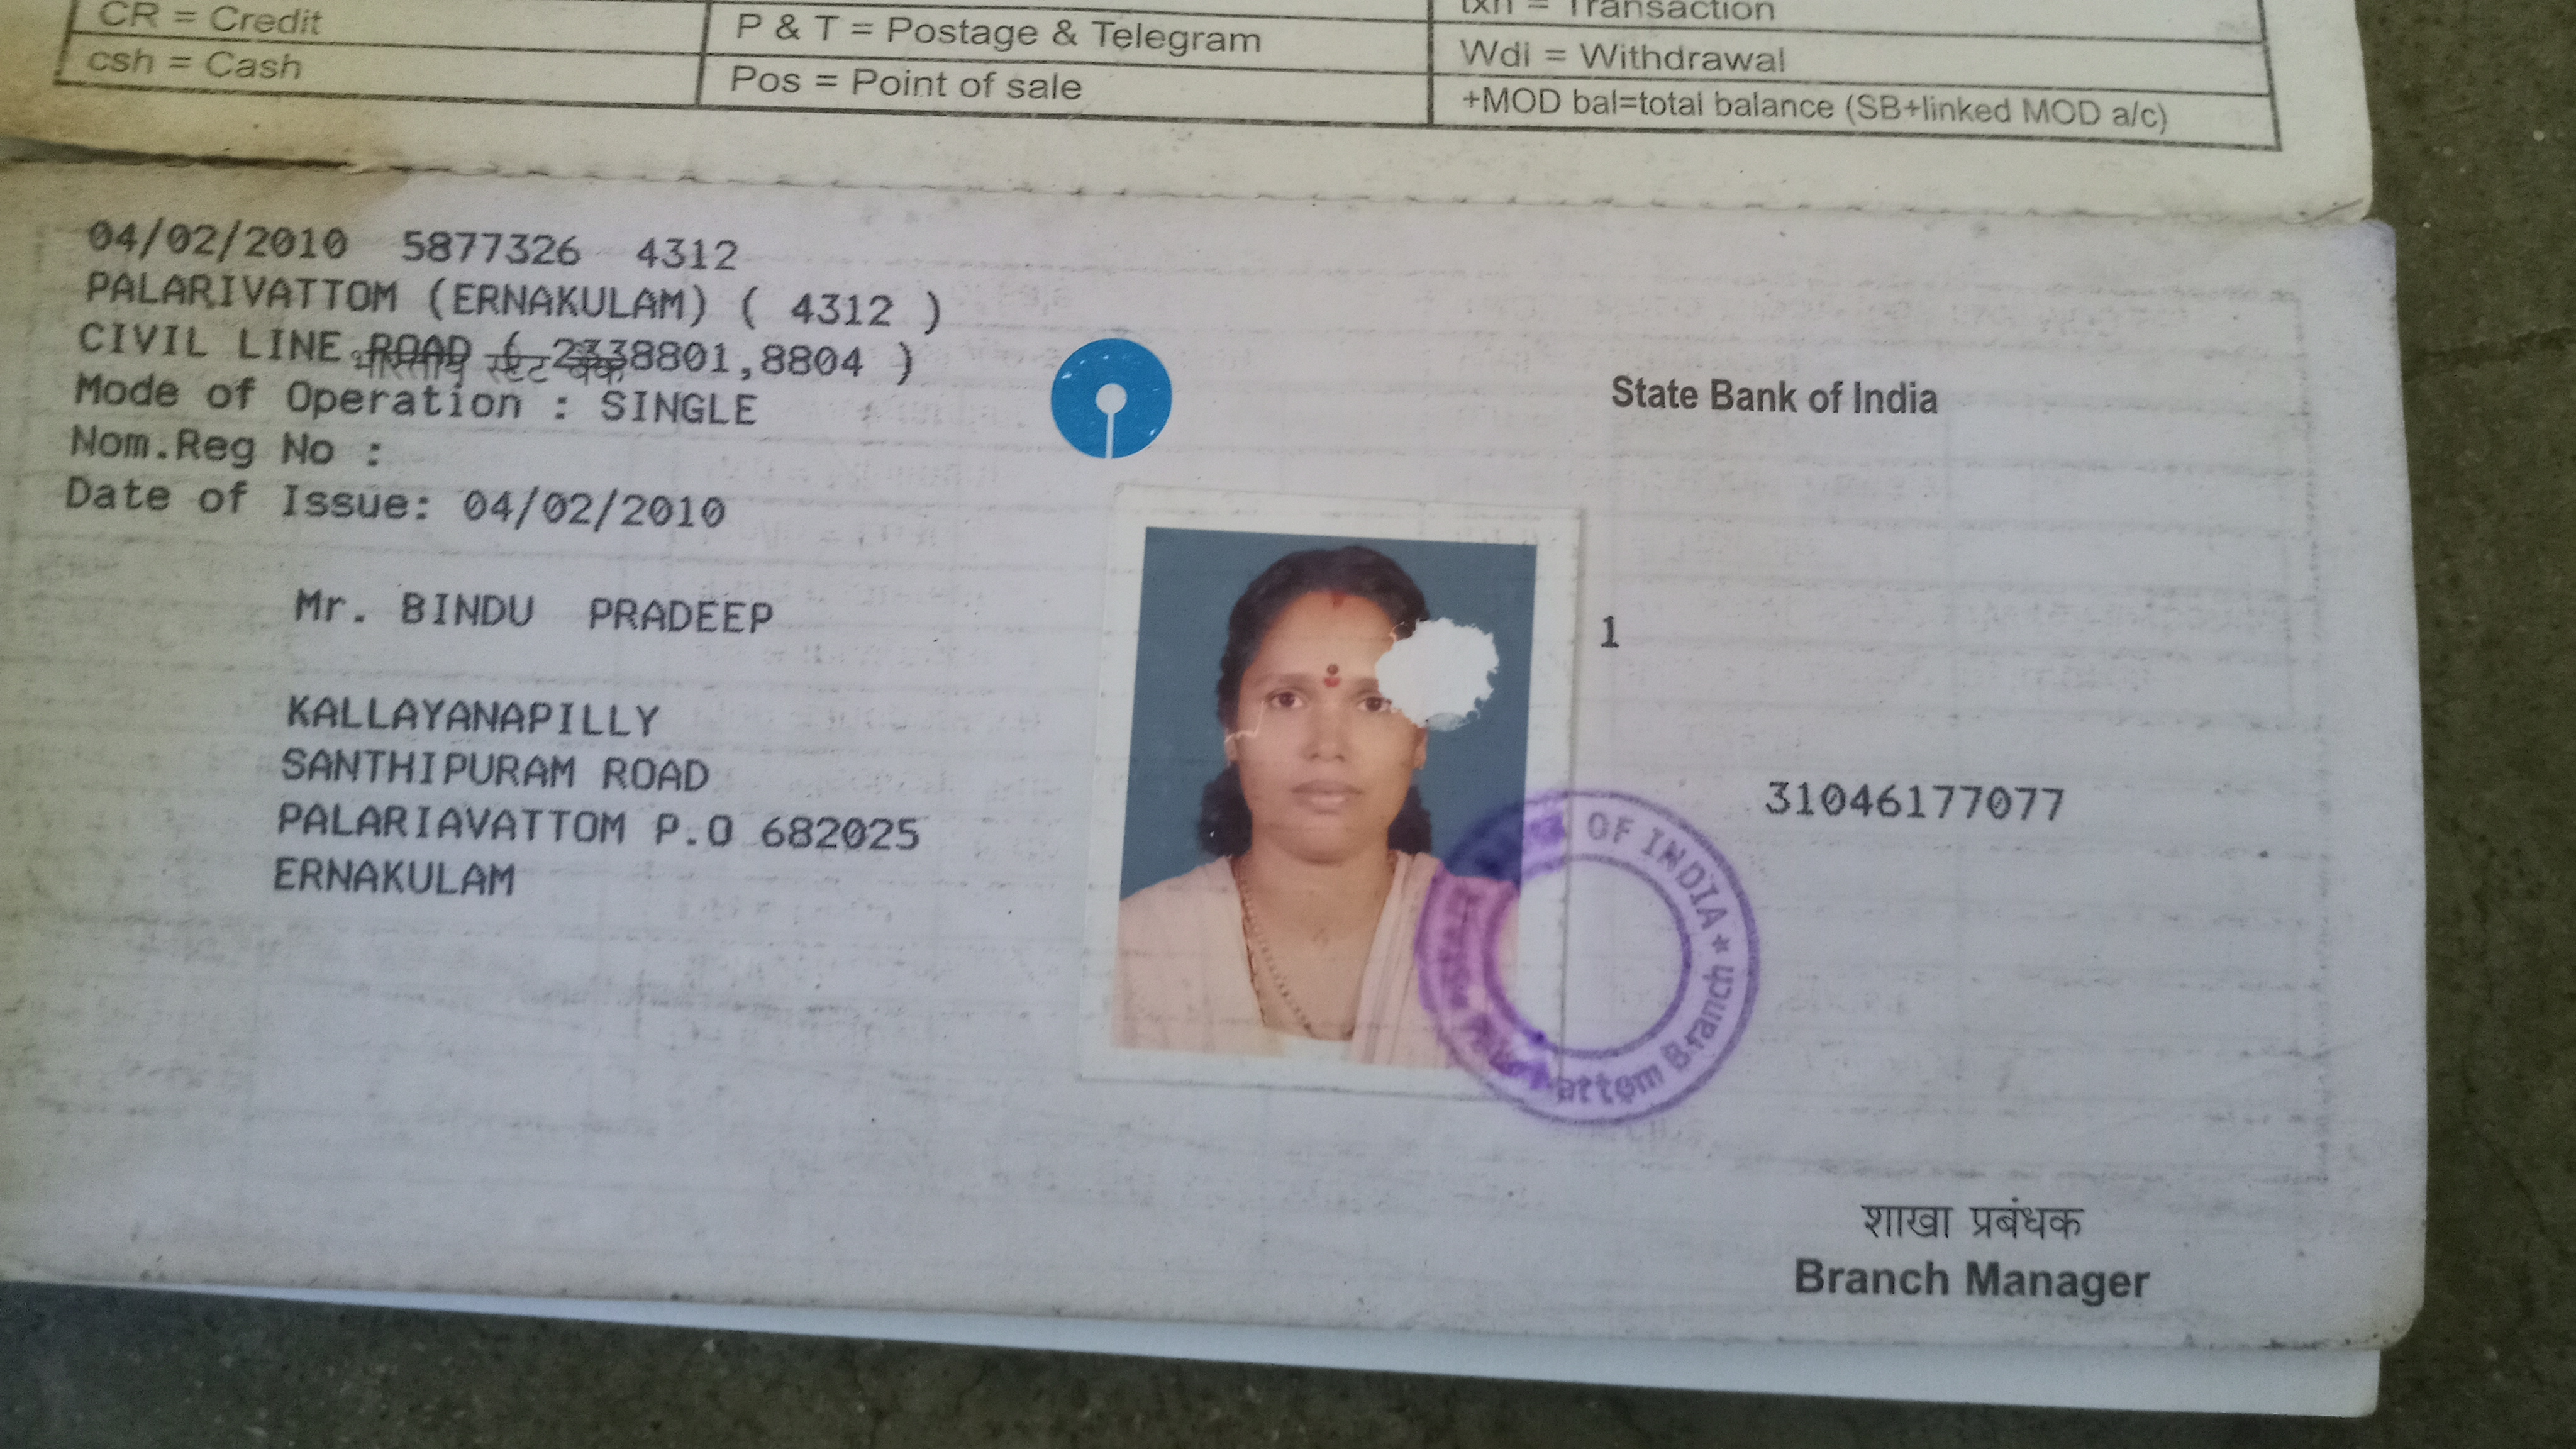 CR = Credit
P & T = Postage & Telegram
txn = Transaction
csh = Cash
Pos = Point of sale
Wdl = Withdrawal
+MOD bal=total balance (SB+linked MOD a/c)
04/02/2010 5877326 4312
PALARIVATTOM (ERNAKULAM) ( 4312 )
CIVIL LINE ROAD ( 2338801,8804 )
भारतीय स्टेट बैंक
State Bank of India
Mode of Operation : SINGLE
Nom.Reg No :
Date of Issue: 04/02/2010
Mr. BINDU PRADEEP
1
KALLAYANAPILLY
SANTHIPURAM ROAD
PALARIAVATTOM P.O 682025
ERNAKULAM
31046177077
OF INDIA * 
Branch
शाखा प्रबंधक
Branch Manager